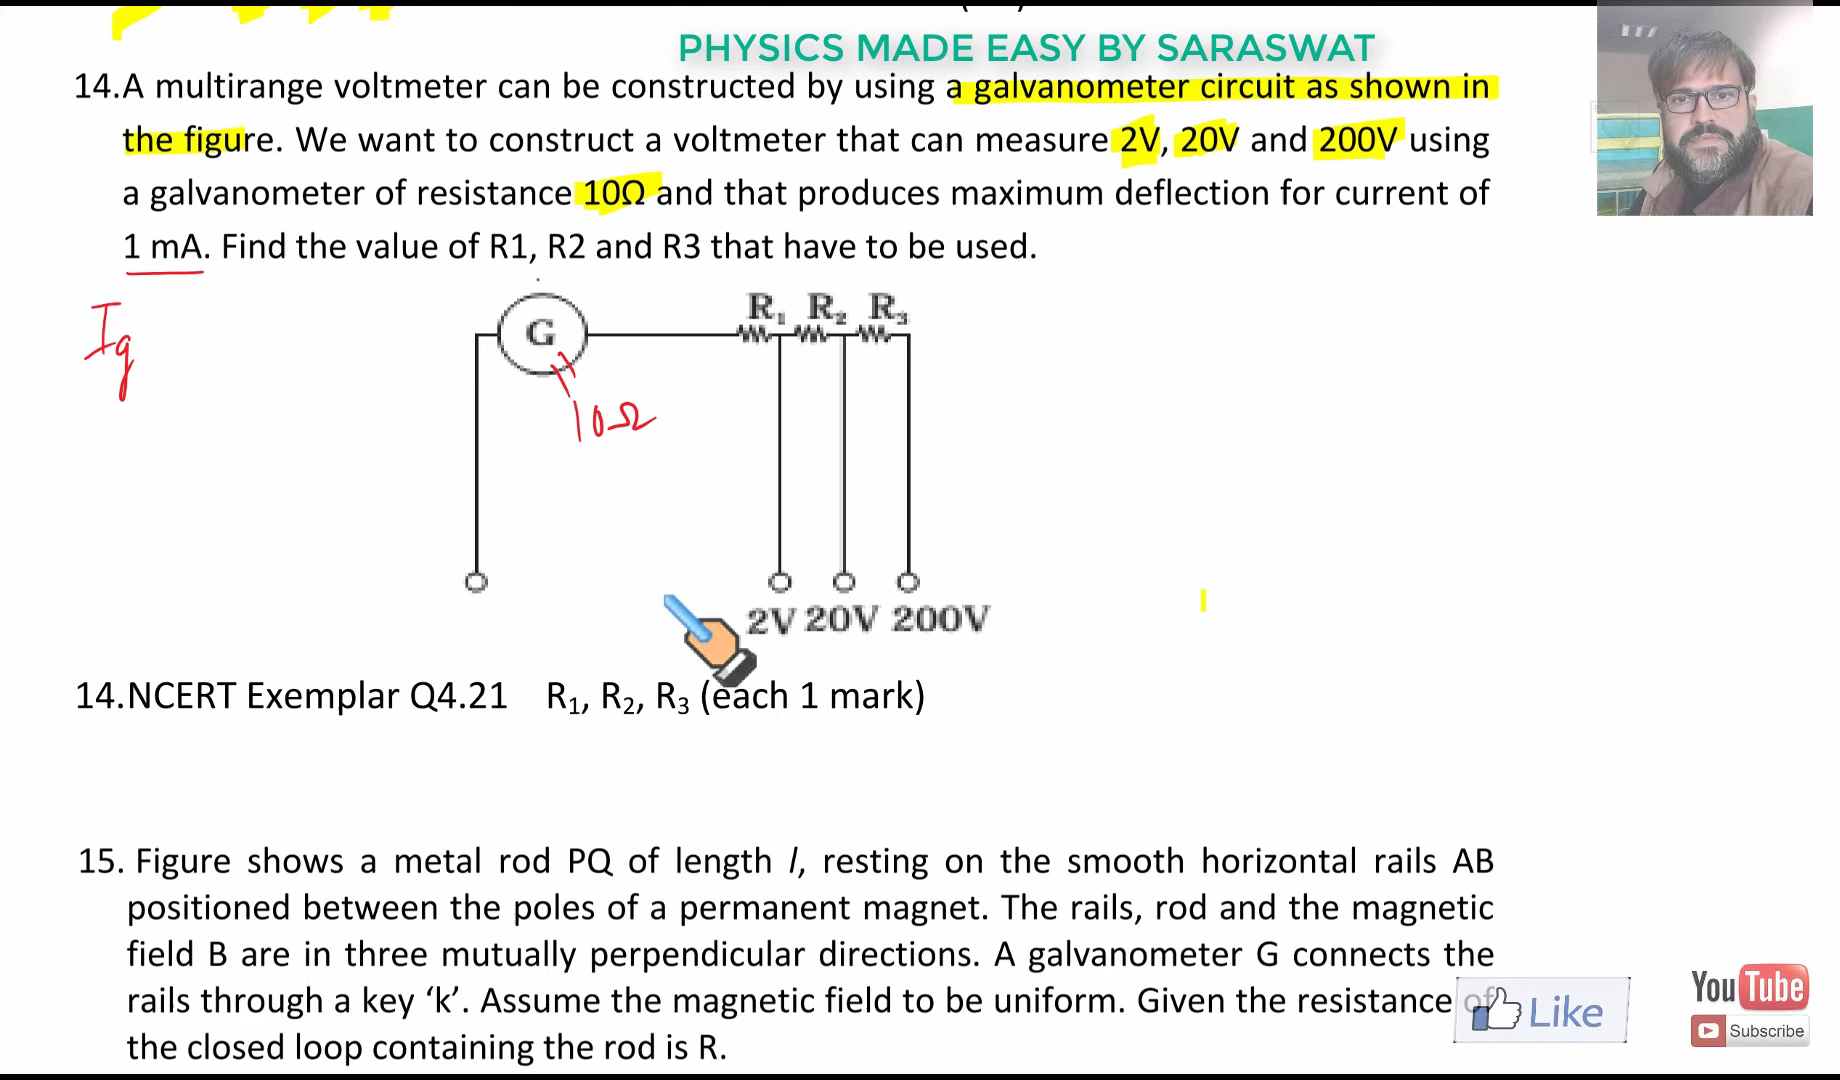 PHYSICS MADE EASY BY SARASWAT
14.A multirange voltmeter can be constructed by using a galvanometer circuit as shown in
the figure. We want to construct a voltmeter that can measure 2V, 20V and 200V using
a galvanometer of resistance 10Ω and that produces maximum deflection for current of
1 mA. Find the value of R1, R2 and R3 that have to be used.
Ig
G
R₁ R₂ R₃
10Ω
2V 20V 200V
14.NCERT Exemplar Q4.21 R₁, R₂, R₃ (each 1 mark)
15. Figure shows a metal rod PQ of length l, resting on the smooth horizontal rails AB
positioned between the poles of a permanent magnet. The rails, rod and the magnetic
field B are in three mutually perpendicular directions. A galvanometer G connects the
rails through a key ‘k’. Assume the magnetic field to be uniform. Given the resistance of
the closed loop containing the rod is R.
Like
YouTube
Subscribe